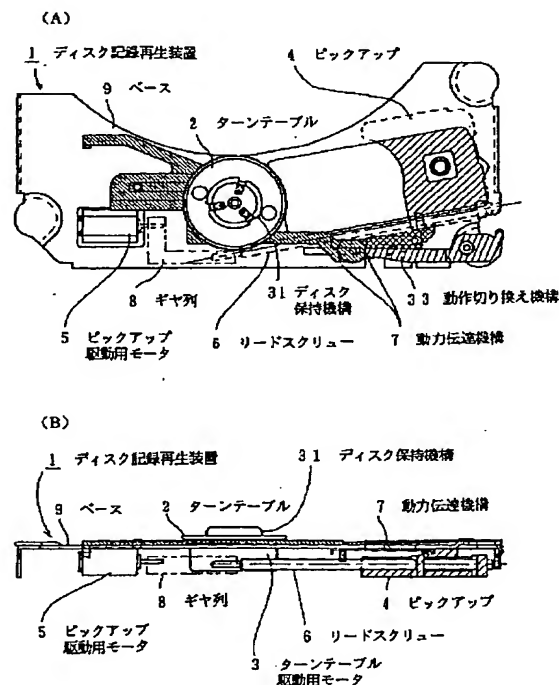 (A)
1 ディスク記録再生装置
4 ピックアップ
9 ベース
2 ターンテーブル
8 ギヤ列
31 ディスク
保持機構
33 動作切り換え機構
5 ピックアップ
駆動用モータ
6 リードスクリュー
7 動力伝達機構
(B)
1 ディスク記録再生装置
31 ディスク保持機構
9 ベース
2 ターンテーブル
7 動力伝達機構
8 ギヤ列
4 ピックアップ
5 ピックアップ
駆動用モータ
6 リードスクリュー
3 ターンテーブル
駆動用モータ